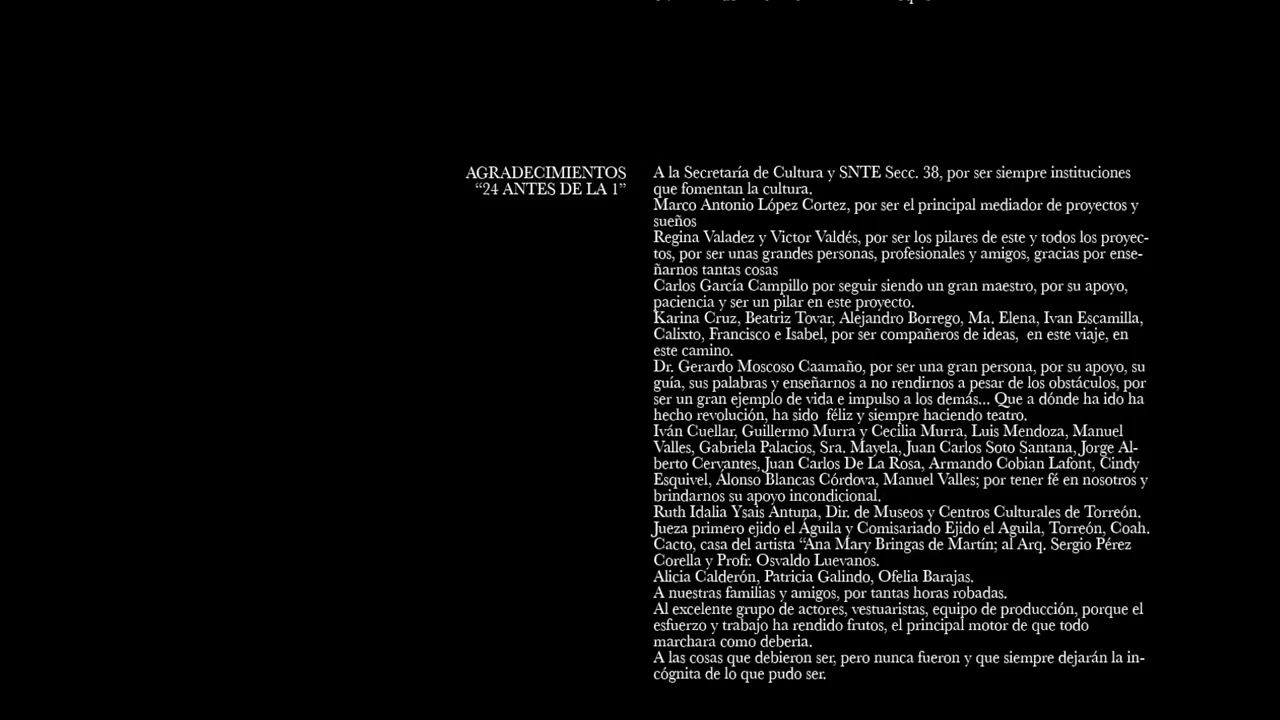 AGRADECIMIENTOS
“24 ANTES DE LA 1”
A la Secretaría de Cultura y SNTE Secc. 38, por ser siempre instituciones
que fomentan la cultura.
Marco Antonio López Cortez, por ser el principal mediador de proyectos y
sueños
Regina Valadez y Victor Valdés, por ser los pilares de este y todos los proyec-
tos, por ser unas grandes personas, profesionales y amigos, gracias por ense-
ñarnos tantas cosas
Carlos García Campillo por seguir siendo un gran maestro, por su apoyo,
paciencia y ser un pilar en este proyecto.
Karina Cruz, Beatriz Tovar, Alejandro Borrego, Ma. Elena, Ivan Escamilla,
Calixto, Francisco e Isabel, por ser compañeros de ideas,  en este viaje, en
este camino.
Dr. Gerardo Moscoso Caamaño, por ser una gran persona, por su apoyo, su
guía, sus palabras y enseñarnos a no rendirnos a pesar de los obstáculos, por
ser un gran ejemplo de vida e impulso a los demás... Que a dónde ha ido ha
hecho revolución, ha sido  féliz y siempre haciendo teatro.
Iván Cuellar, Guillermo Murra y Cecilia Murra, Luis Mendoza, Manuel
Valles, Gabriela Palacios, Sra. Mayela, Juan Carlos Soto Santana, Jorge Al-
berto Cervantes, Juan Carlos De La Rosa, Armando Cobian Lafont, Cindy
Esquivel, Álonso Blancas Córdova, Manuel Valles; por tener fé en nosotros y
brindarnos su apoyo incondicional.
Ruth Idalia Ysais Antuna, Dir. de Museos y Centros Culturales de Torreón.
Jueza primero ejido el Águila y Comisariado Ejido el Aguila, Torreón, Coah.
Cacto, casa del artista “Ana Mary Bringas de Martín; al Arq. Sergio Pérez
Corella y Profr. Osvaldo Luevanos.
Alicia Calderón, Patricia Galindo, Ofelia Barajas.
A nuestras familias y amigos, por tantas horas robadas.
Al excelente grupo de actores, vestuaristas, equipo de producción, porque el
esfuerzo y trabajo ha rendido frutos, el principal motor de que todo
marchara como deberia.
A las cosas que debieron ser, pero nunca fueron y que siempre dejarán la in-
cógnita de lo que pudo ser.